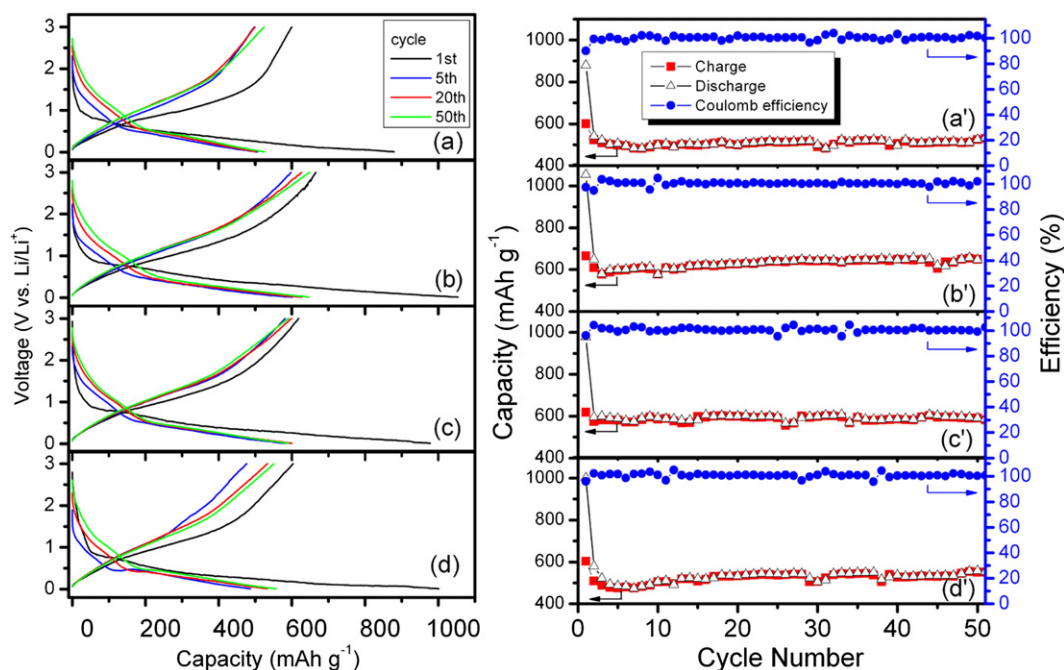 3
2
1
0
cycle
1st
5th
20th
50th
(a)
3
2
1
0
(b)
3
2
1
0
(c)
3
2
1
0
(d)
0 200 400 600 800 1000
Voltage (V vs. Li/Li⁺)
Capacity (mAh g⁻¹)
1000
800
600
400
Charge
Discharge
Coulomb efficiency
(a')
100
80
60
40
20
0
1000
800
600
400
(b')
100
80
60
40
20
0
1000
800
600
400
(c')
100
80
60
40
20
0
1000
800
600
400
(d')
100
80
60
40
20
0
0 10 20 30 40 50
Capacity (mAh g⁻¹)
Efficiency (%)
Cycle Number